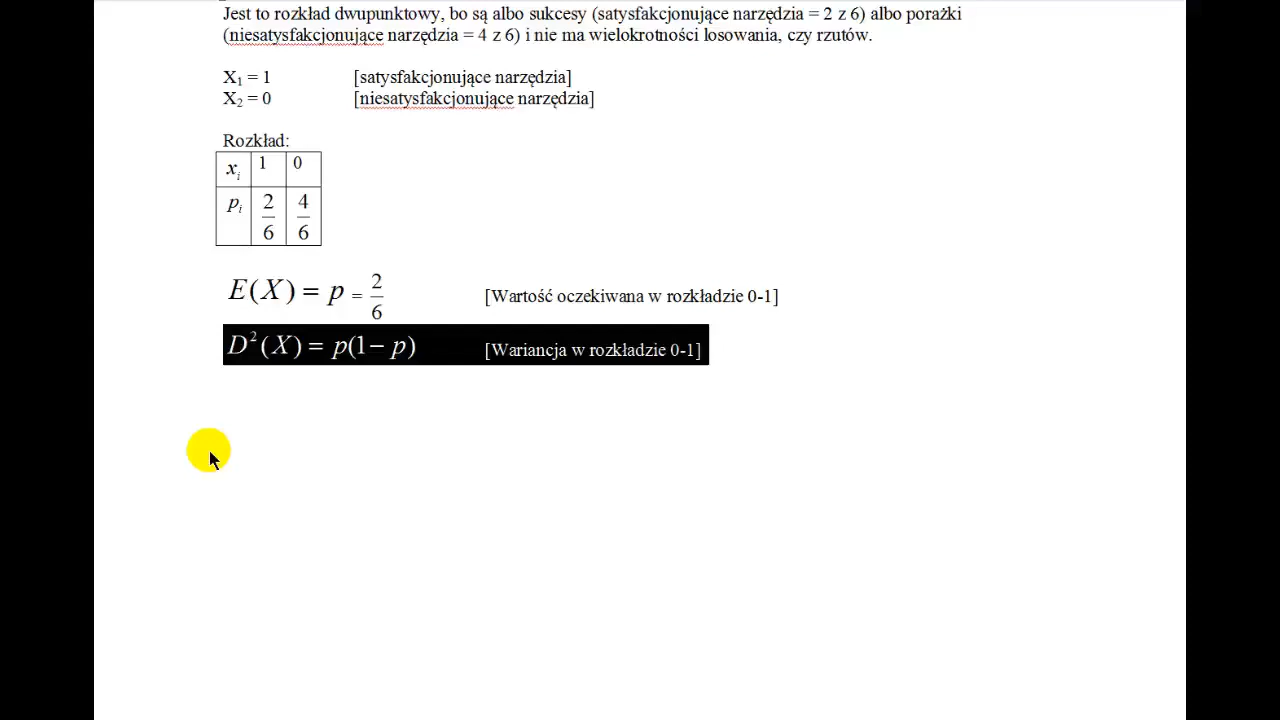 Jest to rozkład dwupunktowy, bo są albo sukcesy (satysfakcjonujące narzędzia = 2 z 6) albo porażki
(niesatysfakcjonujące narzędzia = 4 z 6) i nie ma wielokrotności losowania, czy rzutów.
X₁ = 1 [satysfakcjonujące narzędzia]
X₂ = 0 [niesatysfakcjonujące narzędzia]
Rozkład:
xᵢ 1 0
pᵢ 2/6 4/6
E(X) = p = 2/6 [Wartość oczekiwana w rozkładzie 0-1]
D²(X) = p(1− p) [Wariancja w rozkładzie 0-1]